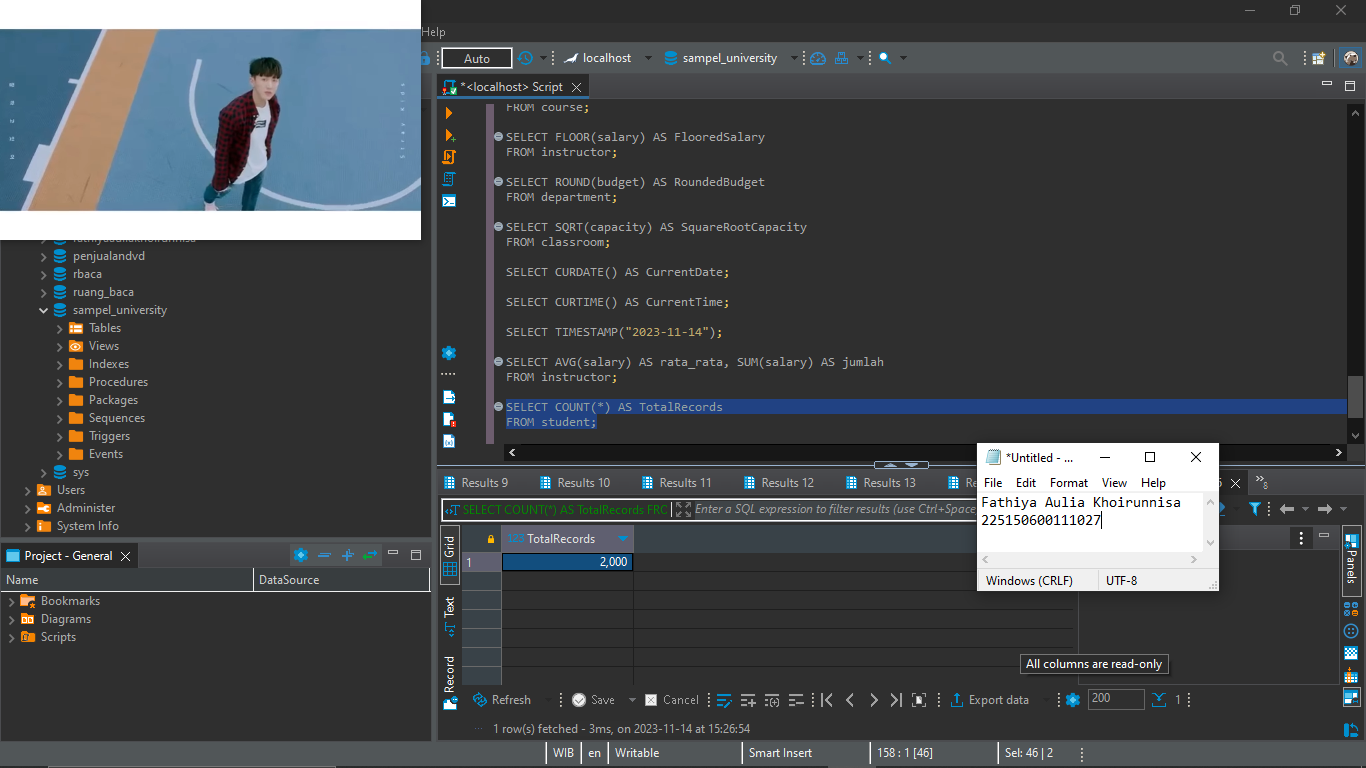 Help
Auto
localhost
sampel_university
*<localhost> Script
FROM course;
SELECT FLOOR(salary) AS FlooredSalary
FROM instructor;
SELECT ROUND(budget) AS RoundedBudget
FROM department;
SELECT SQRT(capacity) AS SquareRootCapacity
FROM classroom;
SELECT CURDATE() AS CurrentDate;
SELECT CURTIME() AS CurrentTime;
SELECT TIMESTAMP("2023-11-14");
SELECT AVG(salary) AS rata_rata, SUM(salary) AS jumlah
FROM instructor;
SELECT COUNT(*) AS TotalRecords
FROM student;
Stray Kids
penjualandvd
rbaca
ruang_baca
sampel_university
Tables
Views
Indexes
Procedures
Packages
Sequences
Triggers
Events
sys
Users
Administer
System Info
Project - General
Name DataSource
Bookmarks
Diagrams
Scripts
Results 9 Results 10 Results 11 Results 12 Results 13
SELECT COUNT(*) AS TotalRecords FRC
Enter a SQL expression to filter results (use Ctrl+Space
Grid
Text
Record
123 TotalRecords
1 2,000
*Untitled - ...
File Edit Format View Help
Fathiya Aulia Khoirunnisa
225150600111027
Windows (CRLF) UTF-8
Panels
All columns are read-only
Refresh Save Cancel Export data 200 1
1 row(s) fetched - 3ms, on 2023-11-14 at 15:26:54
WIB en Writable Smart Insert 158 : 1 [46] Sel: 46 | 2